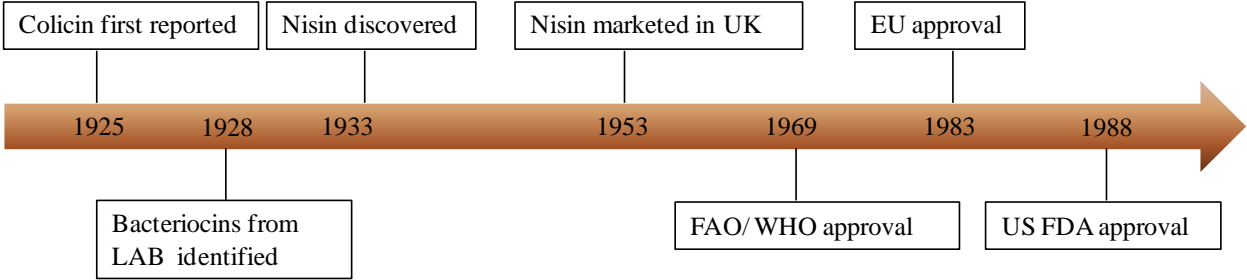 Colicin first reported
Nisin discovered
Nisin marketed in UK
EU approval
1925
1928
1933
1953
1969
1983
1988
Bacteriocins from
LAB identified
FAO/ WHO approval
US FDA approval